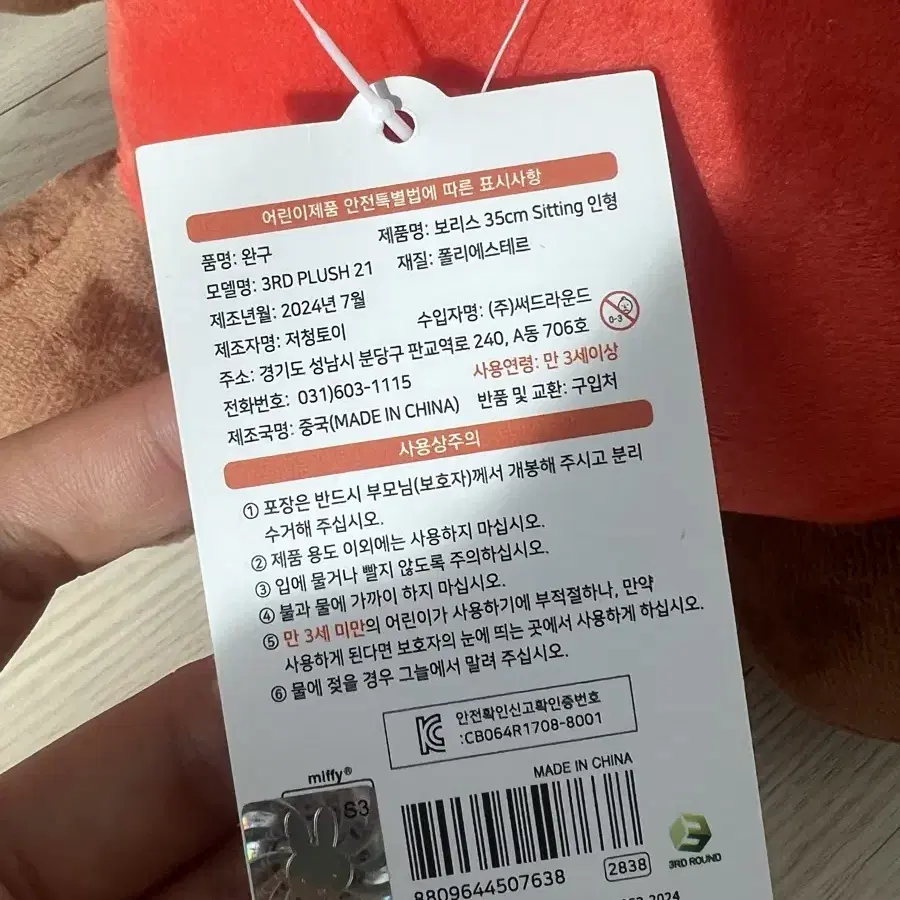 어린이제품 안전특별법에 따른 표시사항
품명: 완구 제품명: 보리스 35cm Sitting 인형
모델명: 3RD PLUSH 21 재질: 폴리에스테르
제조년월: 2024년 7월
제조자명: 저청토이 수입자명: (주)써드라운드
0-3
주소: 경기도 성남시 분당구 판교역로 240, A동 706호
전화번호: 031)603-1115 사용연령: 만 3세이상
제조국명: 중국(MADE IN CHINA) 반품 및 교환: 구입처
사용상주의
① 포장은 반드시 부모님(보호자)께서 개봉해 주시고 분리
수거해 주십시오.
② 제품 용도 이외에는 사용하지 마십시오.
③ 입에 물거나 빨지 않도록 주의하십시오.
④ 불과 물에 가까이 하지 마십시오.
⑤ 만 3세 미만의 어린이가 사용하기에 부적절하나, 만약
사용하게 된다면 보호자의 눈에 띄는 곳에서 사용하게 하십시오.
⑥ 물에 젖을 경우 그늘에서 말려 주십시오.
안전확인신고확인증번호
:CB064R1708-8001
miffy®
S3
MADE IN CHINA
8809644507638
2838
3RD ROUND
2024